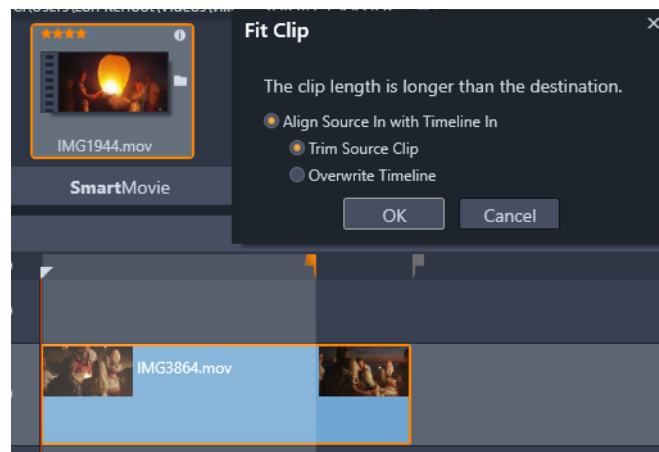 Fit Clip
The clip length is longer than the destination.
Align Source In with Timeline In
Trim Source Clip
Overwrite Timeline
OK Cancel
IMG1944.mov
SmartMovie
IMG3864.mov